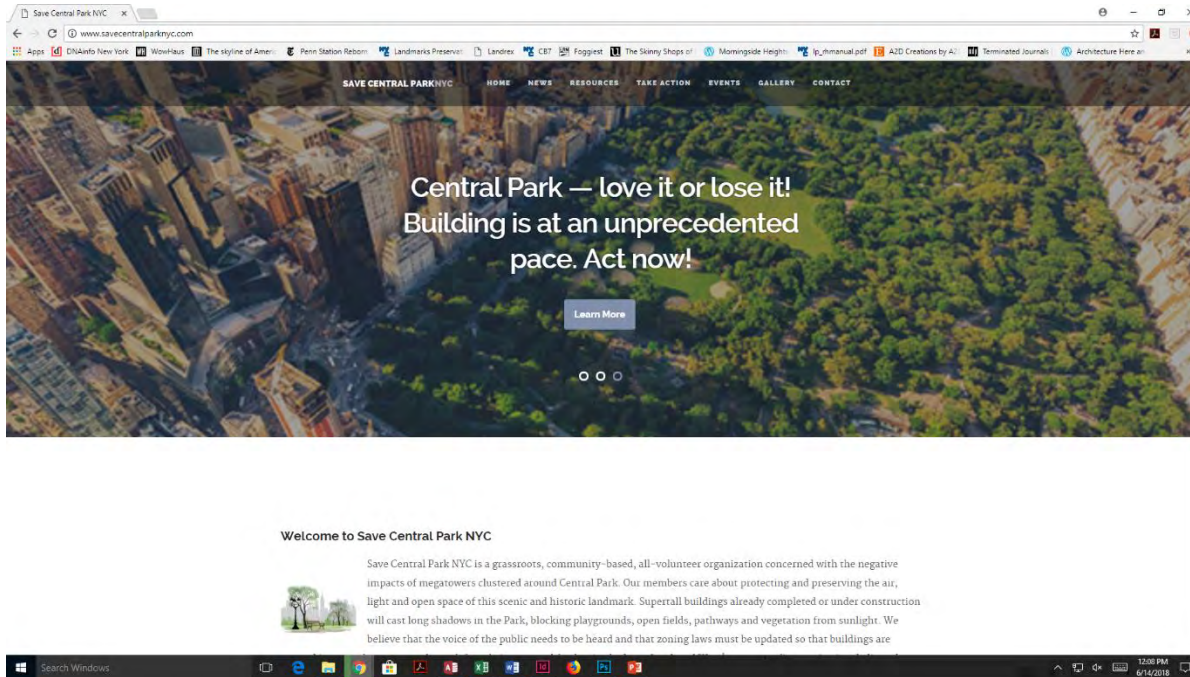 Save Central Park NYC
www.savecentralparknyc.com
Apps DNAinfo New York WowHaus The skyline of Ameri Penn Station Reborn Landmarks Preservat Landrex CB7 Foggiest The Skinny Shops of Morningside Heights lp_rhmanual.pdf A2D Creations by A2 Terminated Journals Architecture Here an
SAVE CENTRAL PARKNYC HOME NEWS RESOURCES TAKE ACTION EVENTS GALLERY CONTACT
Central Park — love it or lose it!
Building is at an unprecedented
pace. Act now!
Learn More
Welcome to Save Central Park NYC
Save Central Park NYC is a grassroots, community-based, all-volunteer organization concerned with the negative
impacts of megatowers clustered around Central Park. Our members care about protecting and preserving the air,
light and open space of this scenic and historic landmark. Supertall buildings already completed or under construction
will cast long shadows in the Park, blocking playgrounds, open fields, pathways and vegetation from sunlight. We
believe that the voice of the public needs to be heard and that zoning laws must be updated so that buildings are
Search Windows
12:08 PM
6/14/2018